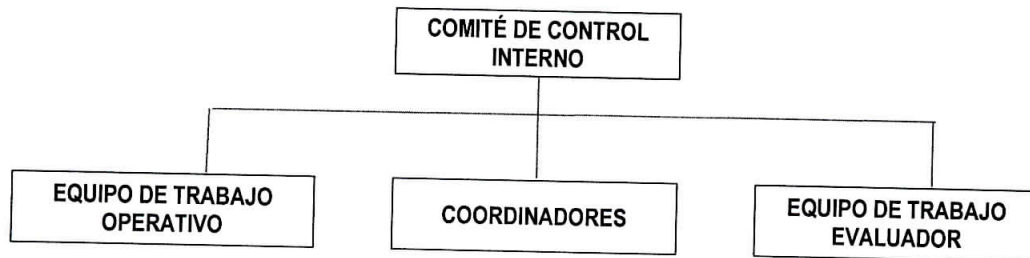 COMITÉ DE CONTROL
INTERNO
EQUIPO DE TRABAJO
OPERATIVO
COORDINADORES
EQUIPO DE TRABAJO
EVALUADOR